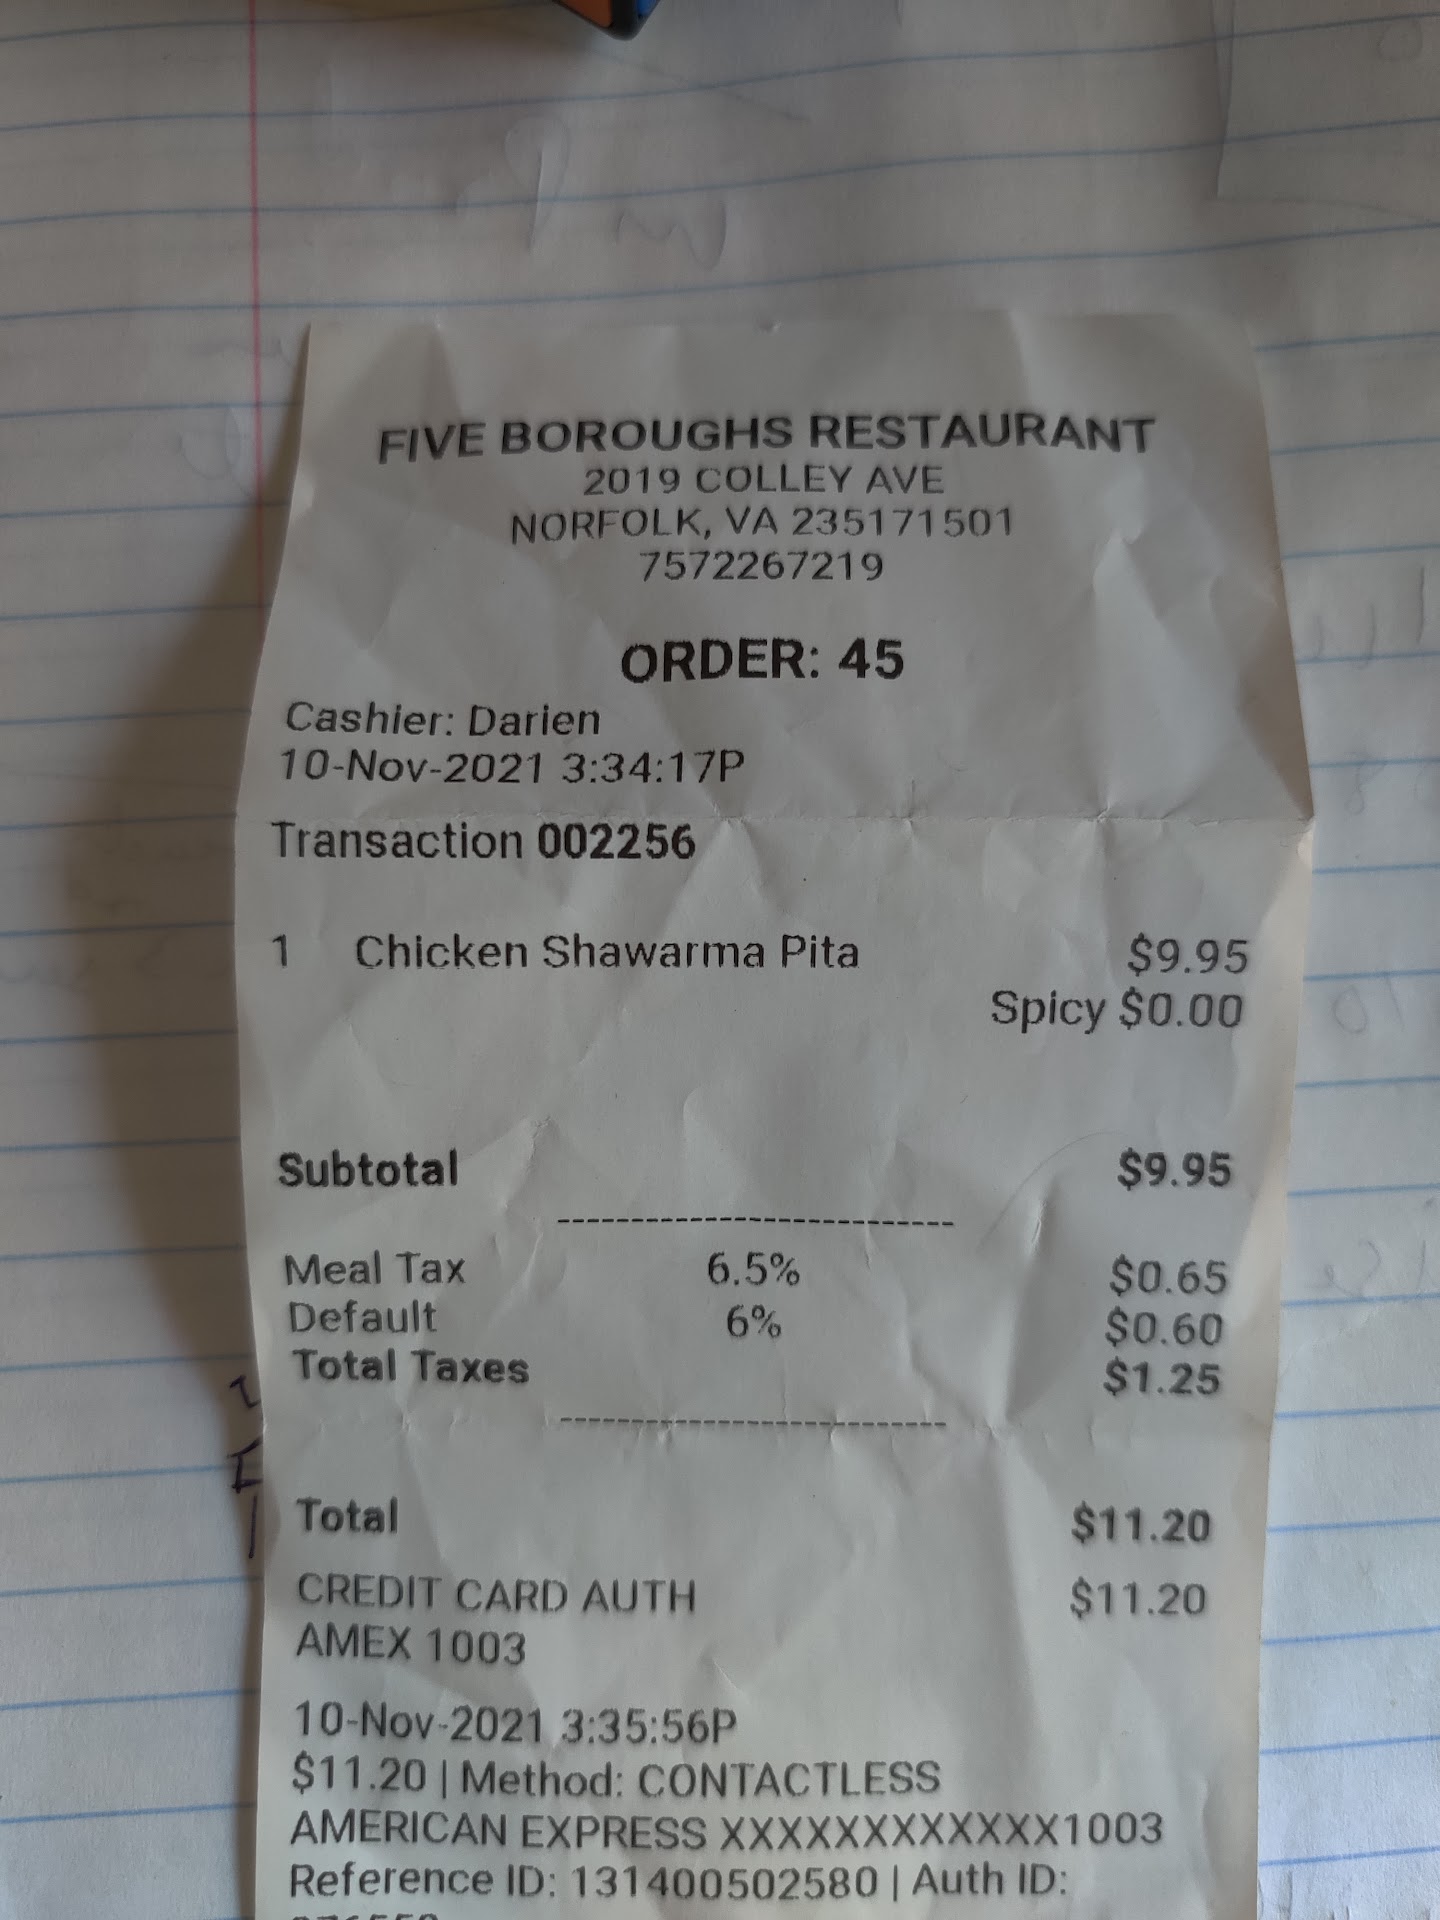 FIVE BOROUGHS RESTAURANT
2019 COLLEY AVE
NORFOLK, VA 235171501
7572267219
ORDER: 45
Cashier: Darien
10-Nov-2021 3:34:17P
Transaction 002256
1 Chicken Shawarma Pita $9.95
Spicy $0.00
Subtotal $9.95
Meal Tax 6.5% $0.65
Default 6% $0.60
Total Taxes $1.25
Total $11.20
CREDIT CARD AUTH $11.20
AMEX 1003
10-Nov-2021 3:35:56P
$11.20 | Method: CONTACTLESS
AMERICAN EXPRESS XXXXXXXXXXXX1003
Reference ID: 131400502580 | Auth ID: